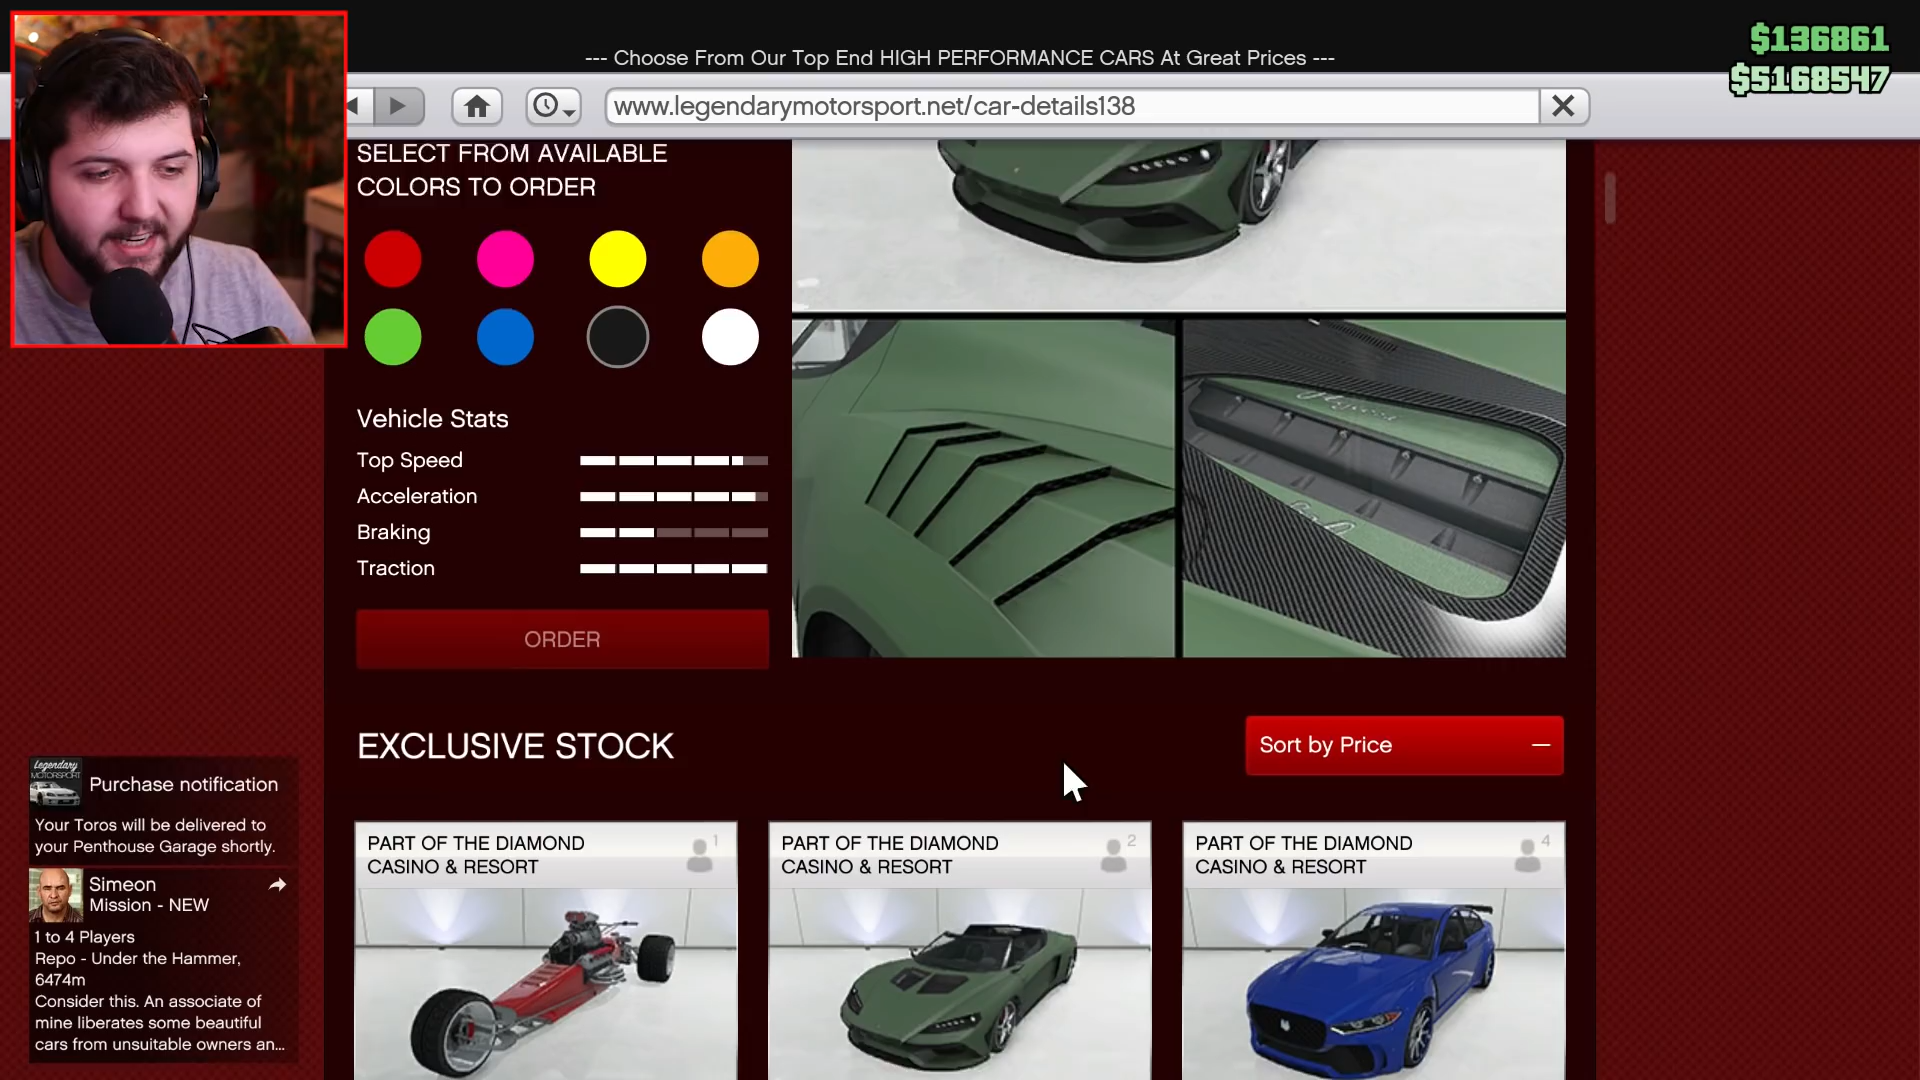 --- Choose From Our Top End HIGH PERFORMANCE CARS At Great Prices ---
$136861
$5168547
www.legendarymotorsport.net/car-details138
SELECT FROM AVAILABLE
COLORS TO ORDER
Vehicle Stats
Top Speed
Acceleration
Braking
Traction
ORDER
EXCLUSIVE STOCK
Sort by Price
PART OF THE DIAMOND
CASINO & RESORT
1
PART OF THE DIAMOND
CASINO & RESORT
2
PART OF THE DIAMOND
CASINO & RESORT
4
Legendary
MOTORSPORT
Purchase notification
Your Toros will be delivered to
your Penthouse Garage shortly.
Simeon
Mission - NEW
1 to 4 Players
Repo - Under the Hammer,
6474m
Consider this. An associate of
mine liberates some beautiful
cars from unsuitable owners an...